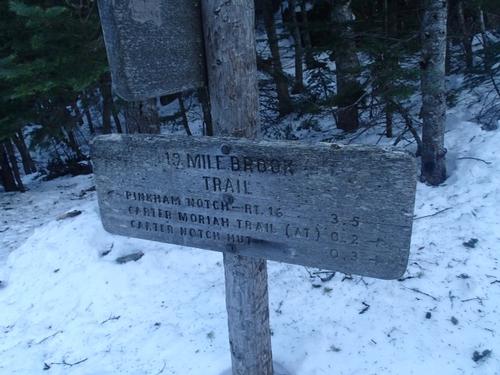 19 MILE BROOK
TRAIL
PINKHAM NOTCH - RT. 16 3.5
CARTER MORIAH TRAIL (AT) 0.2
CARTER NOTCH HUT 0.3